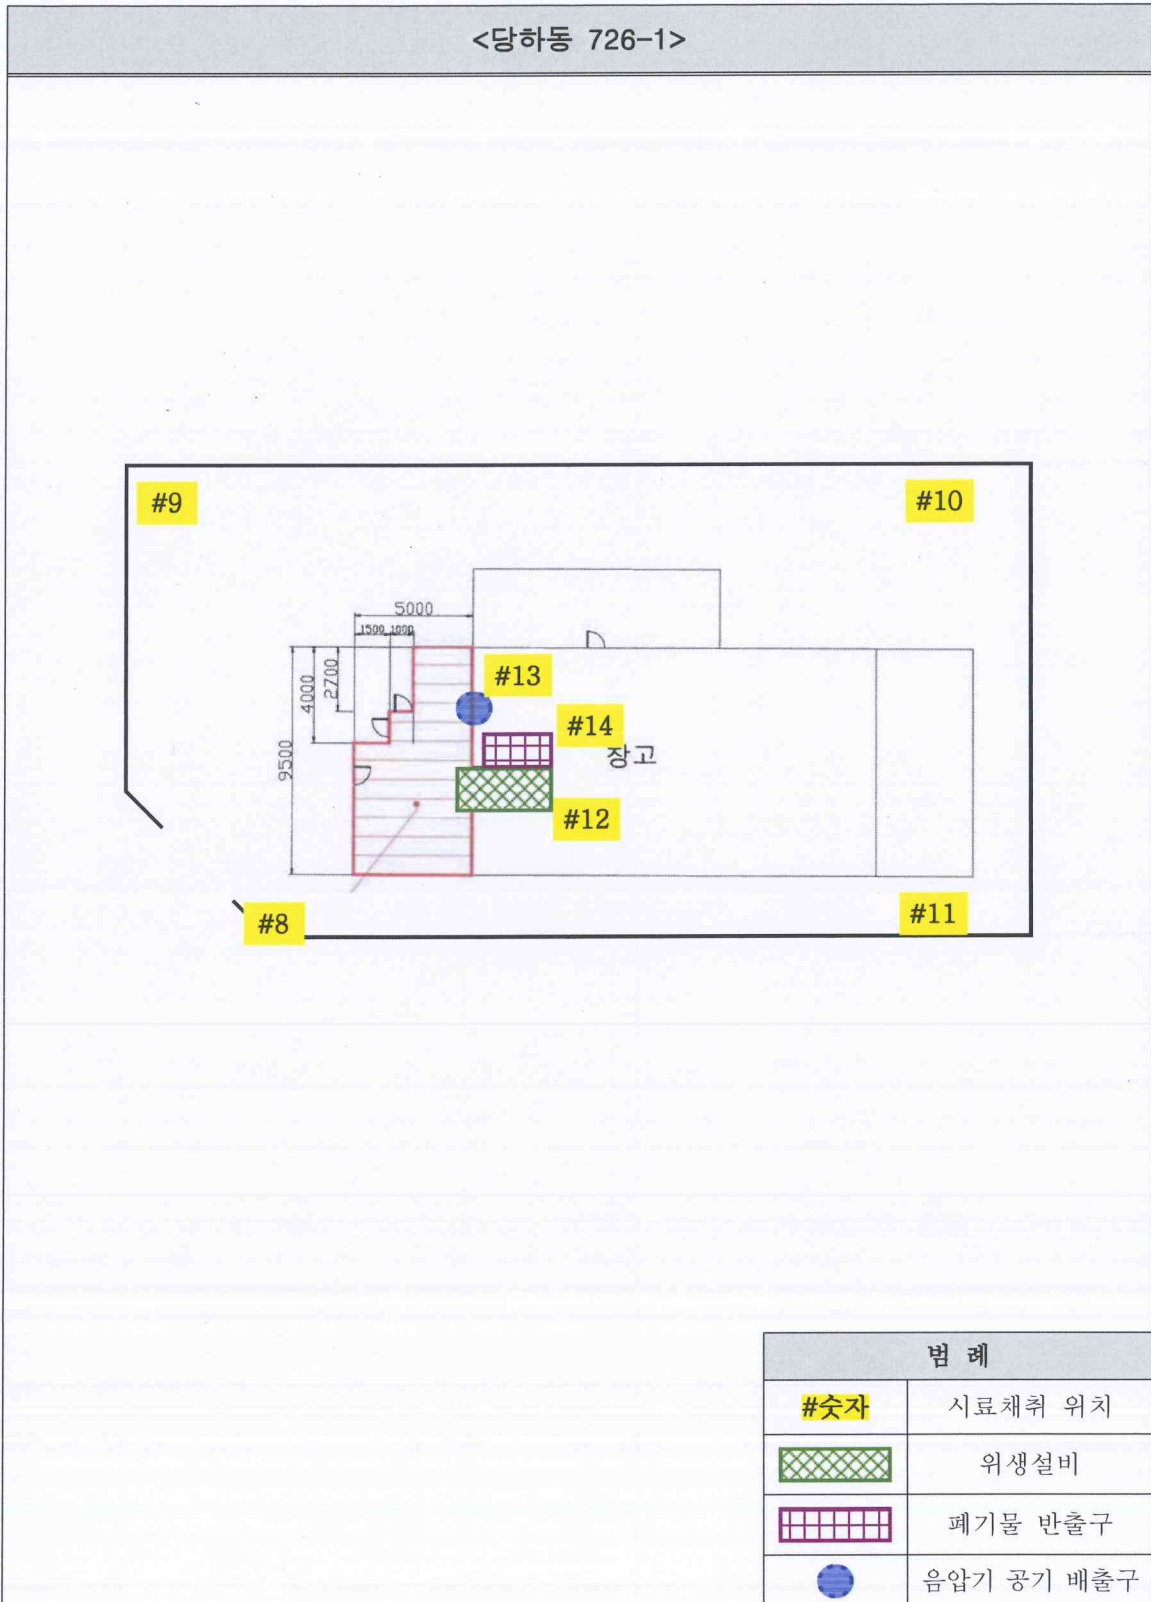 <당하동 726-1>
#9
#10
5000
1500 1000
9500
4000
2700
#13
#14
장고
#12
#8
#11
범 례
#숫자 시료채취 위치
위생설비
폐기물 반출구
음압기 공기 배출구